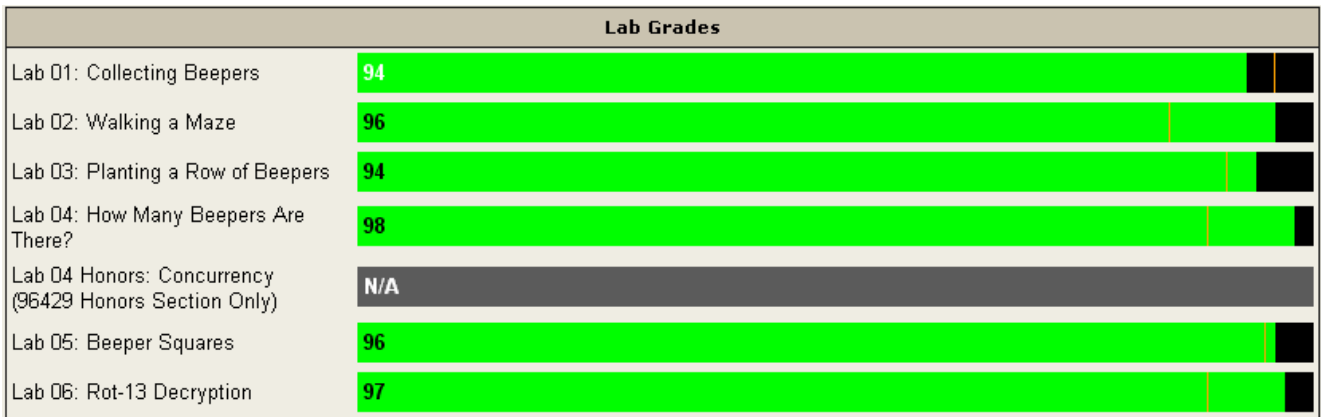 Lab Grades
Lab 01: Collecting Beepers
94
Lab 02: Walking a Maze
96
Lab 03: Planting a Row of Beepers
94
Lab 04: How Many Beepers Are
There?
98
Lab 04 Honors: Concurrency
(96429 Honors Section Only)
N/A
Lab 05: Beeper Squares
96
Lab 06: Rot-13 Decryption
97